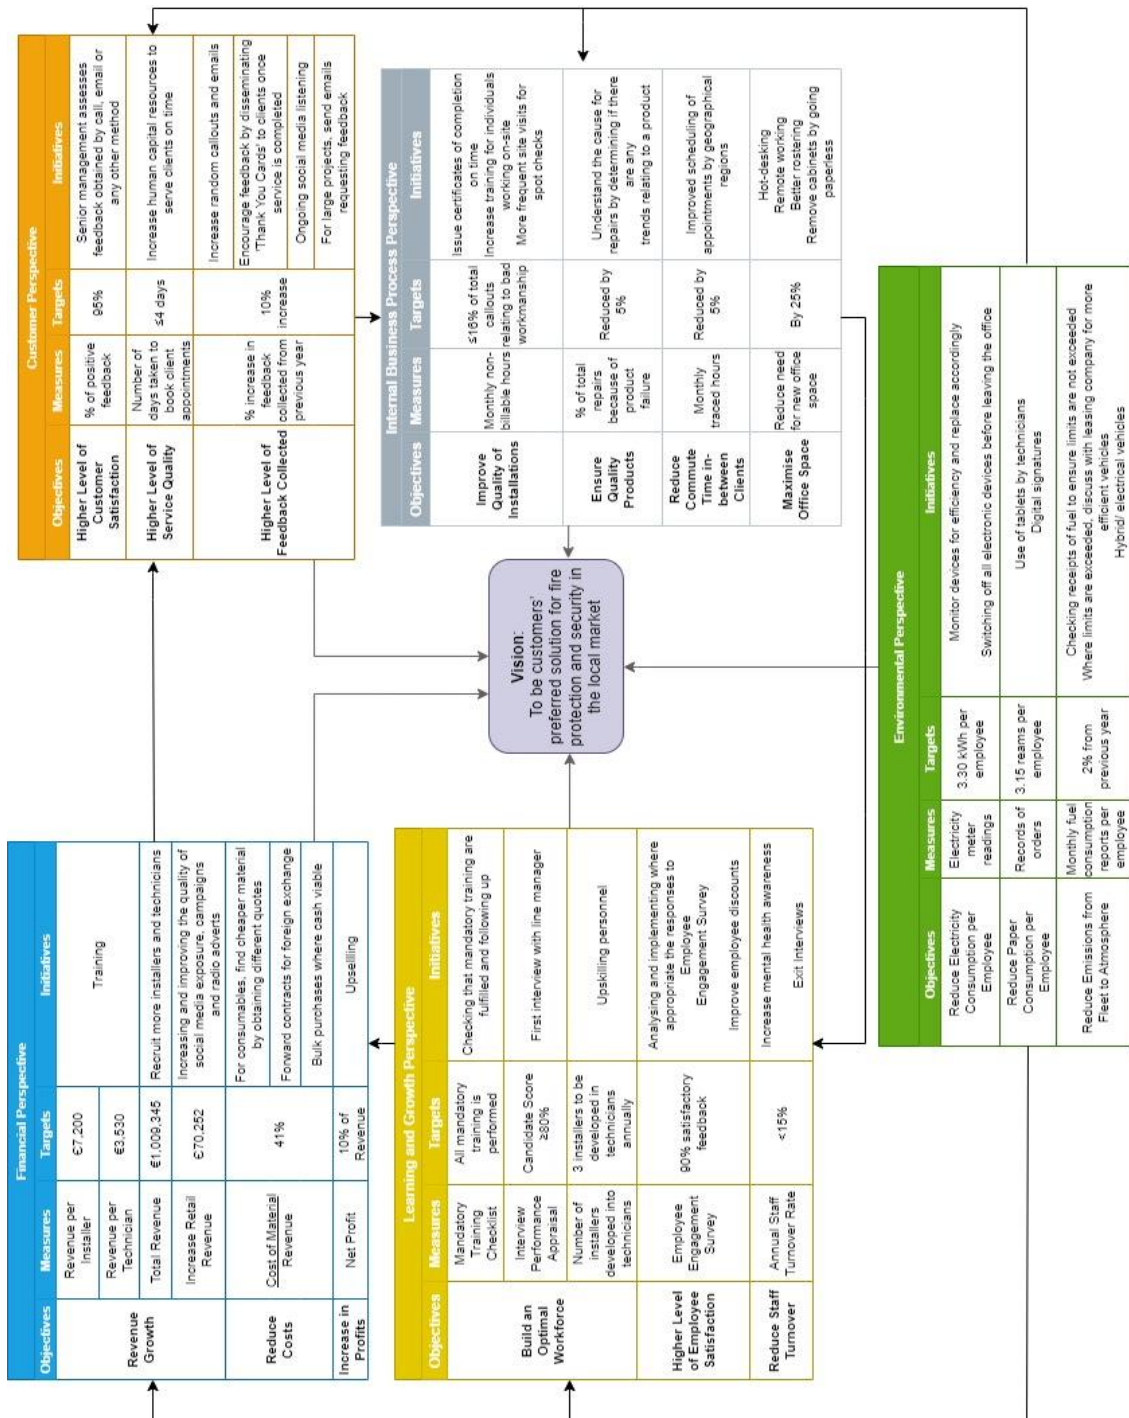 Financial Perspective
Objectives
Measures
Targets
Initiatives
Revenue
Growth
Revenue per
Installer
€7,200
Training
Revenue per
Technician
€3,530
Total Revenue
€1,009,345
Recruit more installers and technicians
Increase Retail
Revenue
€70,252
Increasing and improving the quality of
social media exposure, campaigns
and radio adverts
Reduce
Costs
Cost of Material
Revenue
41%
For consumables, find cheaper material
by obtaining different quotes
Forward contracts for foreign exchange
Bulk purchases where cash viable
Increase in
Profits
Net Profit
10% of
Revenue
Upsellling
Customer Perspective
Objectives
Measures
Targets
Initiatives
Higher Level of
Customer
Satisfaction
% of positive
feedback
95%
Senior management assesses
feedback obtained by call, email or
any other method
Higher Level of
Service Quality
Number of
days taken to
book client
appointments
≤4 days
Increase human capital resources to
serve clients on time
Higher Level of
Feedback Collected
% increase in
feedback
collected from
previous year
10%
increase
Increase random callouts and emails
Encourage feedback by disseminating
'Thank You Cards' to clients once
service is completed
Ongoing social media listening
For large projects, send emails
requesting feedback
Vision:
To be customers'
preferred solution for fire
protection and security in
the local market
Learning and Growth Perspective
Objectives
Measures
Targets
Initiatives
Build an
Optimal
Workforce
Mandatory
Training
Checklist
All mandatory
training is
performed
Checking that mandatory training are
fulfilled and following up
Interview
Performance
Appraisal
Candidate Score
≥80%
First interview with line manager
Number of
installers
developed into
technicians
3 installers to be
developed in
technicians
annually
Upskilling personnel
Higher Level
of Employee
Satisfaction
Employee
Engagement
Survey
90% satisfactory
feedback
Analysing and implementing where
appropriate the responses to
Employee
Engagement Survey
Improve employee discounts
Reduce Staff
Turnover
Annual Staff
Turnover Rate
<15%
Increase mental health awareness
Exit Interviews
Internal Business Process Perspective
Objectives
Measures
Targets
Initiatives
Improve
Quality of
Installations
Monthly non-
billable hours
≤16% of total
callouts
relating to bad
workmanship
Issue certificates of completion
on time
Increase training for individuals
working on-site
More frequent site visits for
spot checks
Ensure
Quality
Products
% of total
repairs
because of
product
failure
Reduced by
5%
Understand the cause for
repairs by determining if there
are any
trends relating to a product
Reduce
Commute
Time in-
between
Clients
Monthly
traced hours
Reduced by
5%
Improved scheduling of
appointments by geographical
regions
Maximise
Office Space
Reduce need
for new office
space
By 25%
Hot-desking
Remote working
Better rostering
Remove cabinets by going
paperless
Environmental Perspective
Objectives
Measures
Targets
Initiatives
Reduce Electricity
Consumption per
Employee
Electricity
meter
readings
3.30 kWh per
employee
Monitor devices for efficiency and replace accordingly
Switching off all electronic devices before leaving the office
Reduce Paper
Consumption per
Employee
Records of
orders
3.15 reams per
employee
Use of tablets by technicians
Digital signatures
Reduce Emissions from
Fleet to Atmosphere
Monthly fuel
consumption
reports per
employee
2% from
previous year
Checking receipts of fuel to ensure limits are not exceeded
Where limits are exceeded, discuss with leasing company for more
efficient vehicles
Hybrid/ electrical vehicles